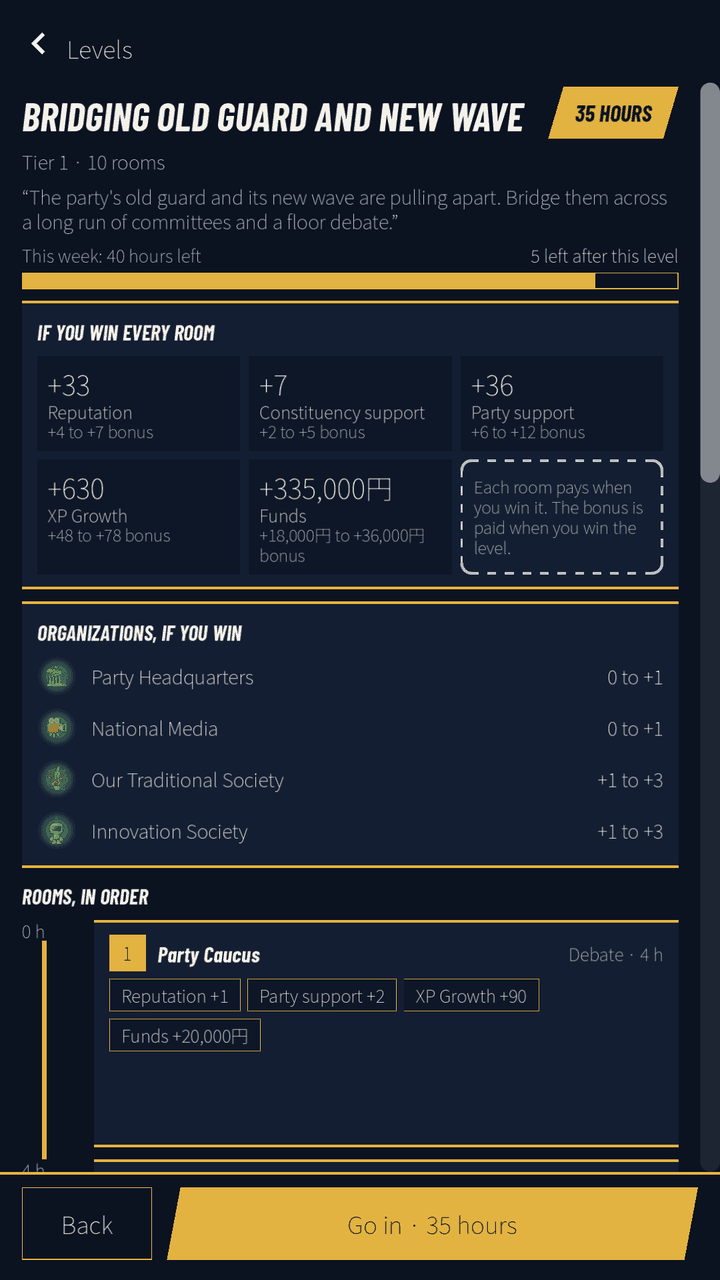 Levels
BRIDGING OLD GUARD AND NEW WAVE
35 HOURS
Tier 1 · 10 rooms
“The party's old guard and its new wave are pulling apart. Bridge them across
a long run of committees and a floor debate.”
This week: 40 hours left
5 left after this level
IF YOU WIN EVERY ROOM
+33
Reputation
+4 to +7 bonus
+7
Constituency support
+2 to +5 bonus
+36
Party support
+6 to +12 bonus
+630
XP Growth
+48 to +78 bonus
+335,000円
Funds
+18,000円 to +36,000円
bonus
Each room pays when
you win it. The bonus is
paid when you win the
level.
ORGANIZATIONS, IF YOU WIN
Party Headquarters 0 to +1
National Media 0 to +1
Our Traditional Society +1 to +3
Innovation Society +1 to +3
ROOMS, IN ORDER
0 h
1 Party Caucus Debate · 4 h
Reputation +1 Party support +2 XP Growth +90
Funds +20,000円
4 h
Back
Go in · 35 hours